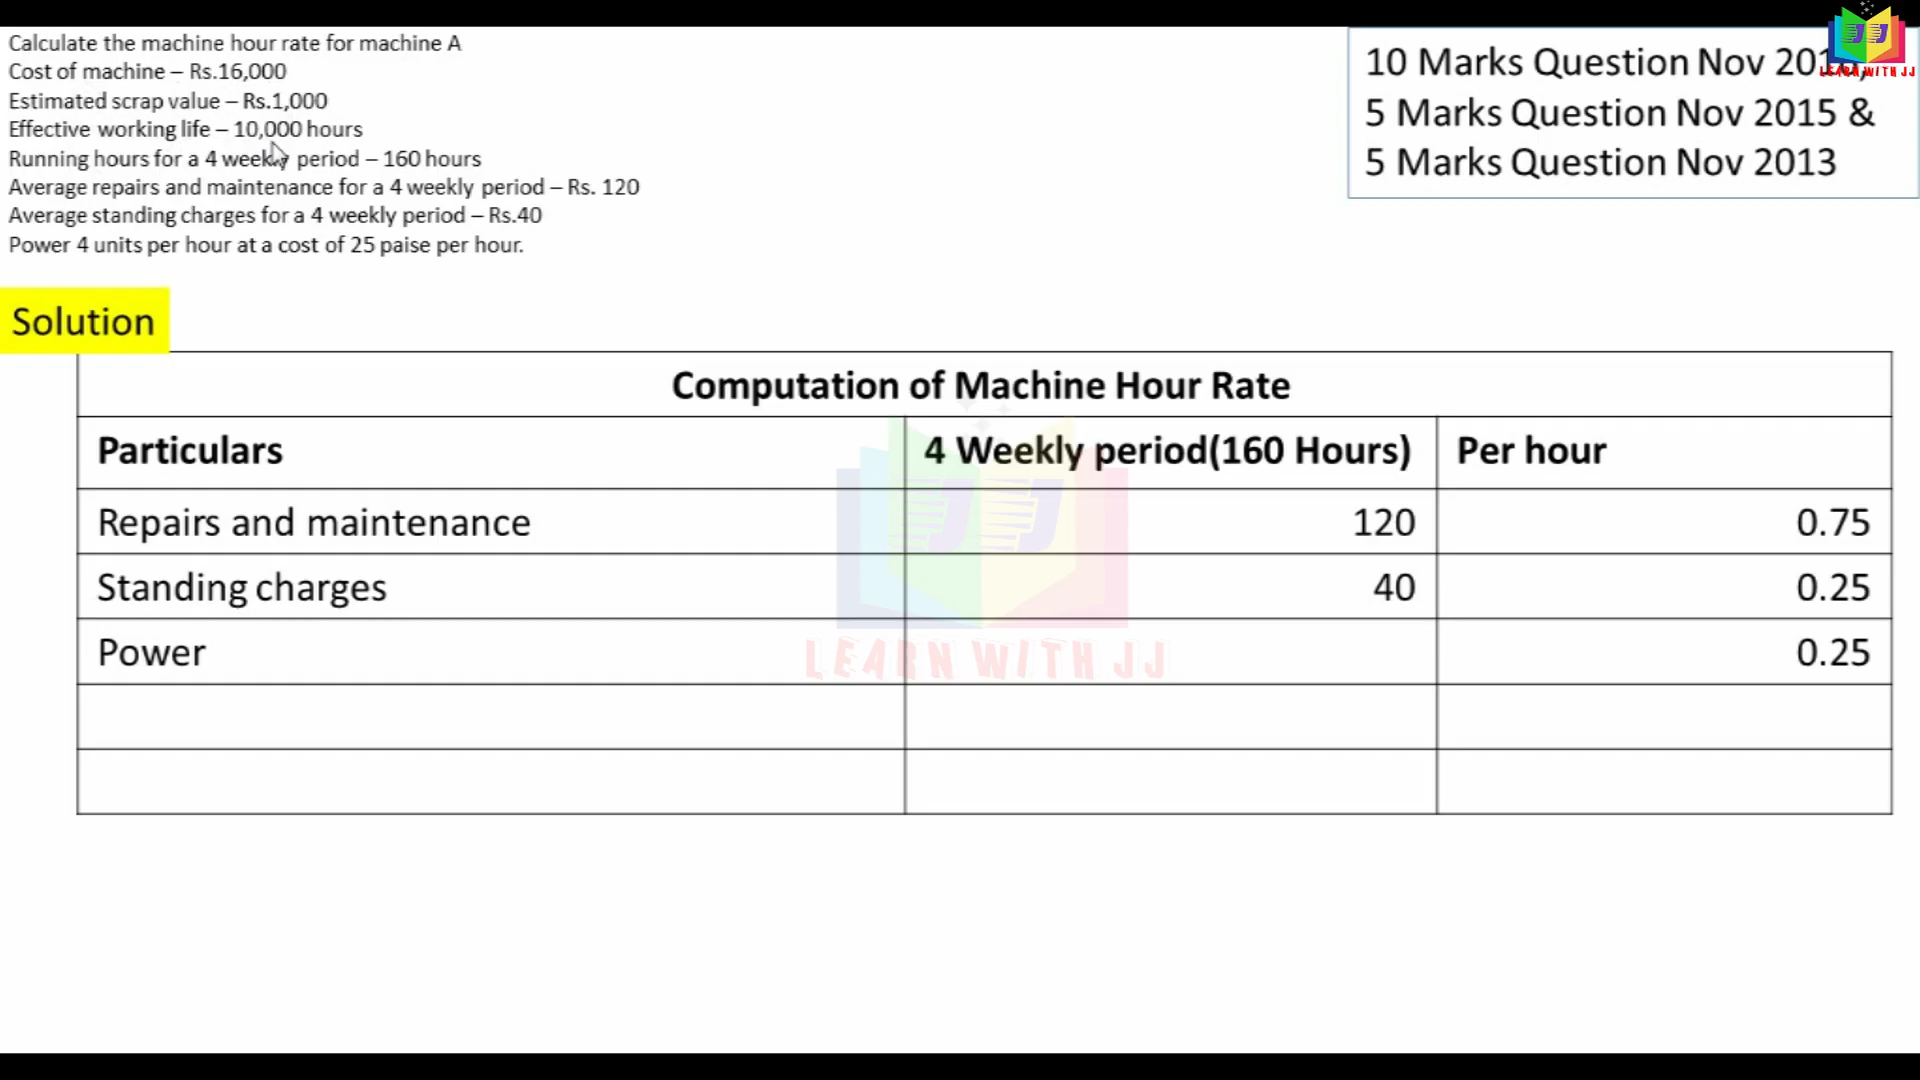 Calculate the machine hour rate for machine A
Cost of machine – Rs.16,000
Estimated scrap value – Rs.1,000
Effective working life – 10,000 hours
Running hours for a 4 weekly period – 160 hours
Average repairs and maintenance for a 4 weekly period – Rs. 120
Average standing charges for a 4 weekly period – Rs.40
Power 4 units per hour at a cost of 25 paise per hour.
10 Marks Question Nov
5 Marks Question Nov 2015 &
5 Marks Question Nov 2013
LEARN WITH JJ
Solution
Computation of Machine Hour Rate
Particulars 4 Weekly period(160 Hours) Per hour
Repairs and maintenance 120 0.75
Standing charges 40 0.25
Power 0.25
LEARN WITH JJ